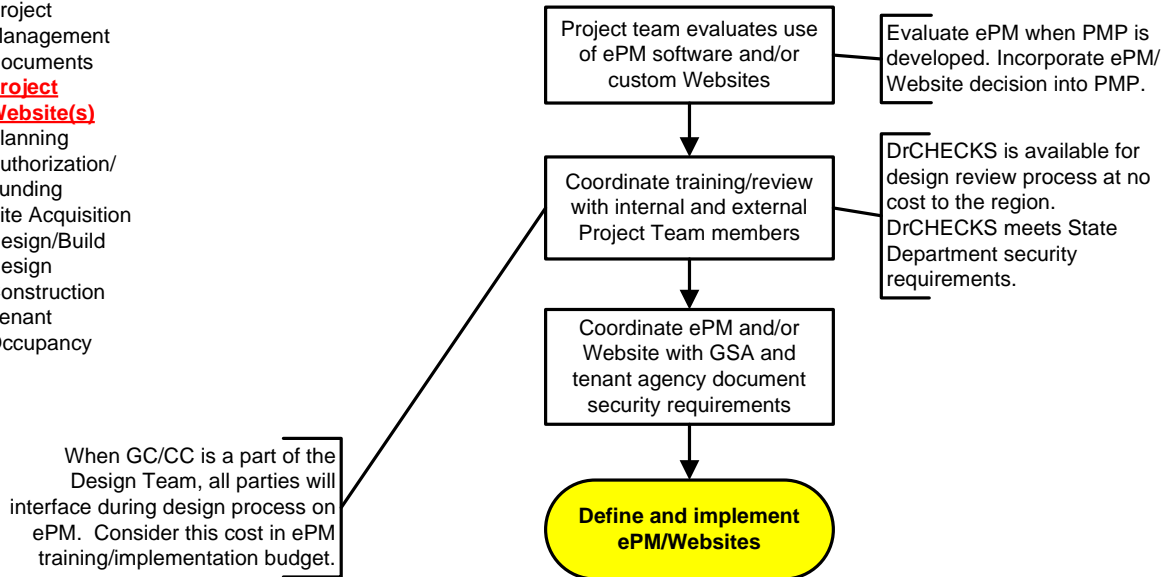 roject
anagement
ocuments
roject
ebsite(s)
lanning
uthorization/
unding
ite Acquisition
esign/Build
esign
onstruction
enant
ccupancy
Project team evaluates use
of ePM software and/or
custom Websites
Evaluate ePM when PMP is
developed. Incorporate ePM/
Website decision into PMP.
Coordinate training/review
with internal and external
Project Team members
DrCHECKS is available for
design review process at no
cost to the region.
DrCHECKS meets State
Department security
requirements.
Coordinate ePM and/or
Website with GSA and
tenant agency document
security requirements
When GC/CC is a part of the
Design Team, all parties will
interface during design process on
ePM. Consider this cost in ePM
training/implementation budget.
Define and implement
ePM/Websites